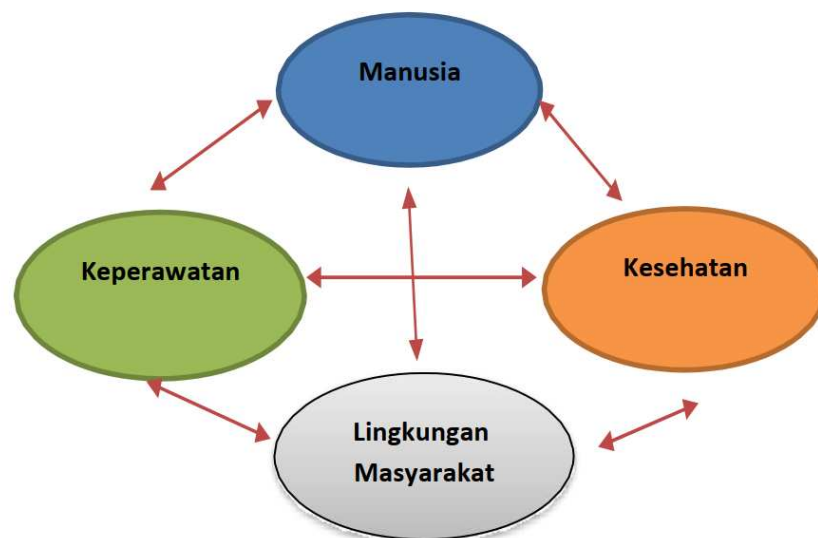 Manusia
Keperawatan
Kesehatan
Lingkungan
Masyarakat